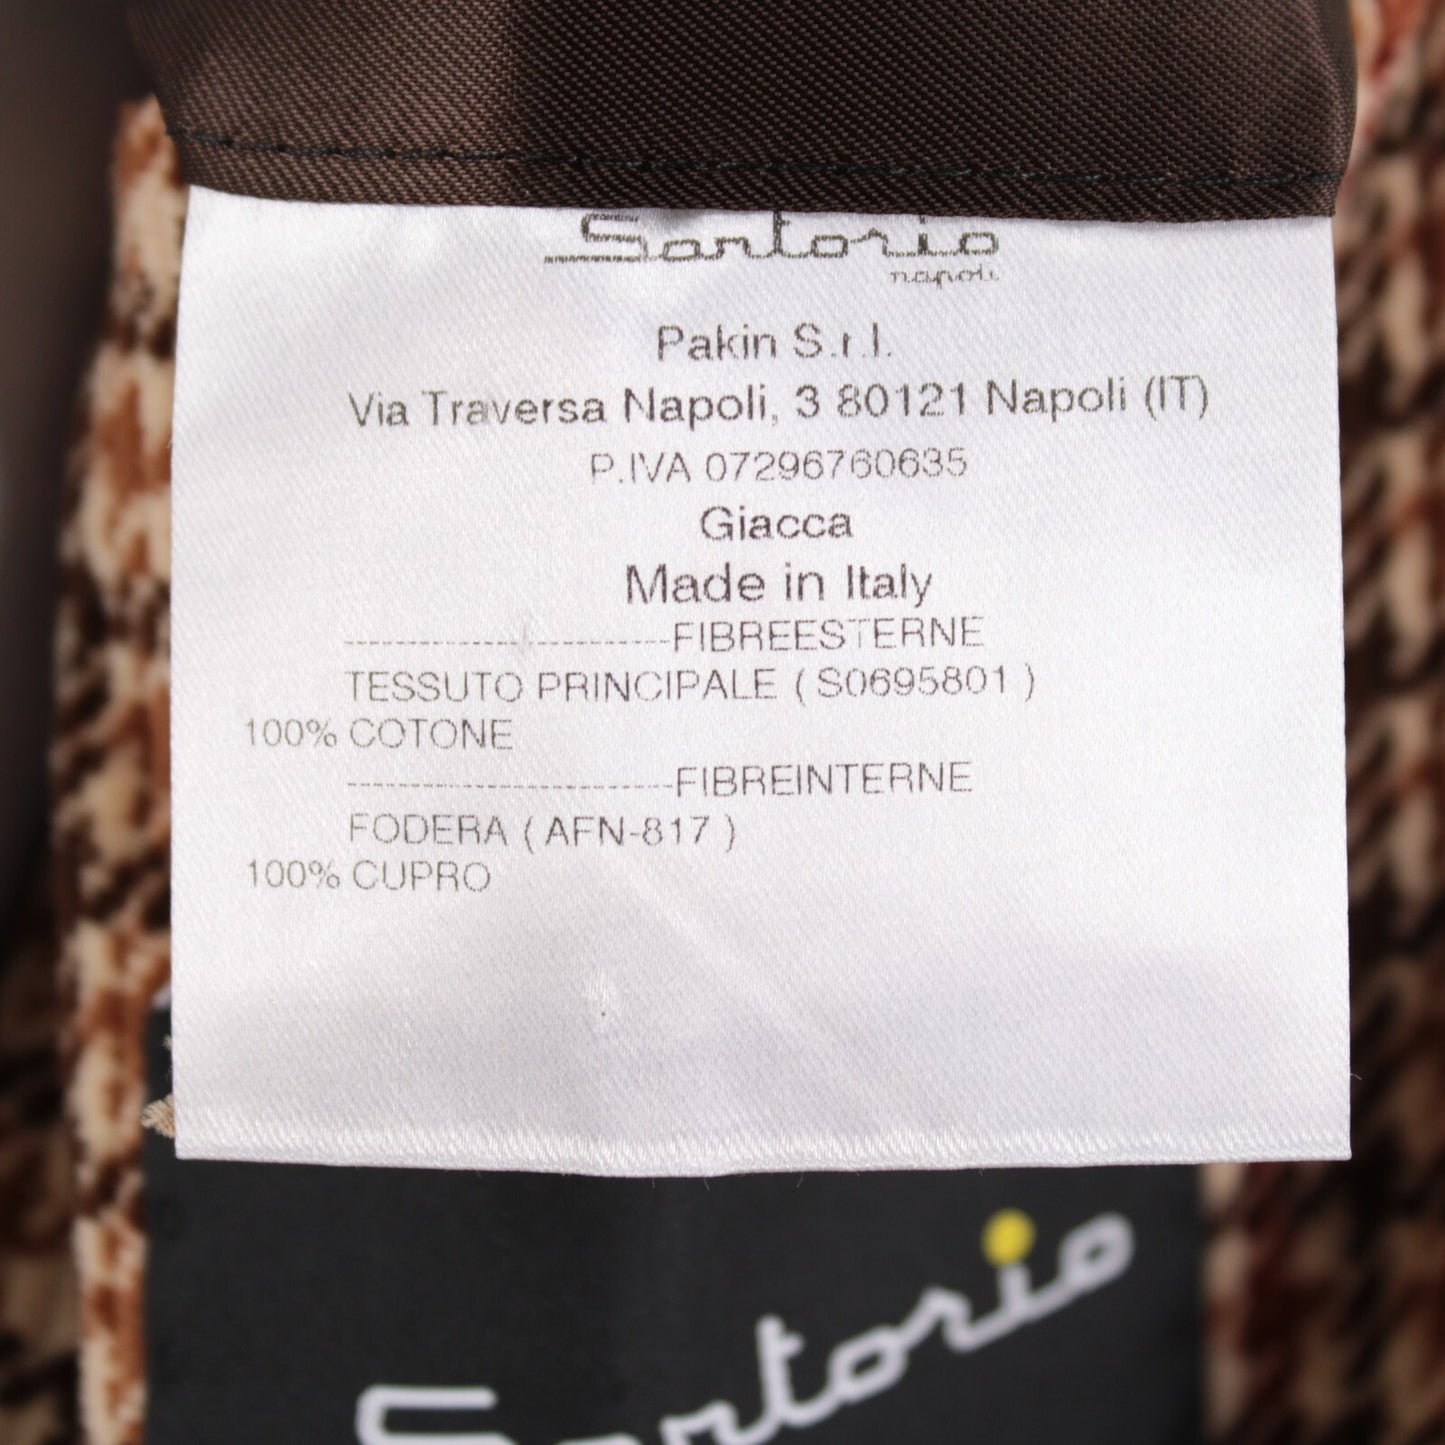 Sartorio
napoli
Pakin S.r.l.
Via Traversa Napoli, 3 80121 Napoli (IT)
P.IVA 07296760635
Giacca
Made in Italy
-------------------------FIBREESTERNE
TESSUTO PRINCIPALE ( S0695801 )
100% COTONE
-------------------------FIBREINTERNE
FODERA ( AFN-817 )
100% CUPRO
Sartorio